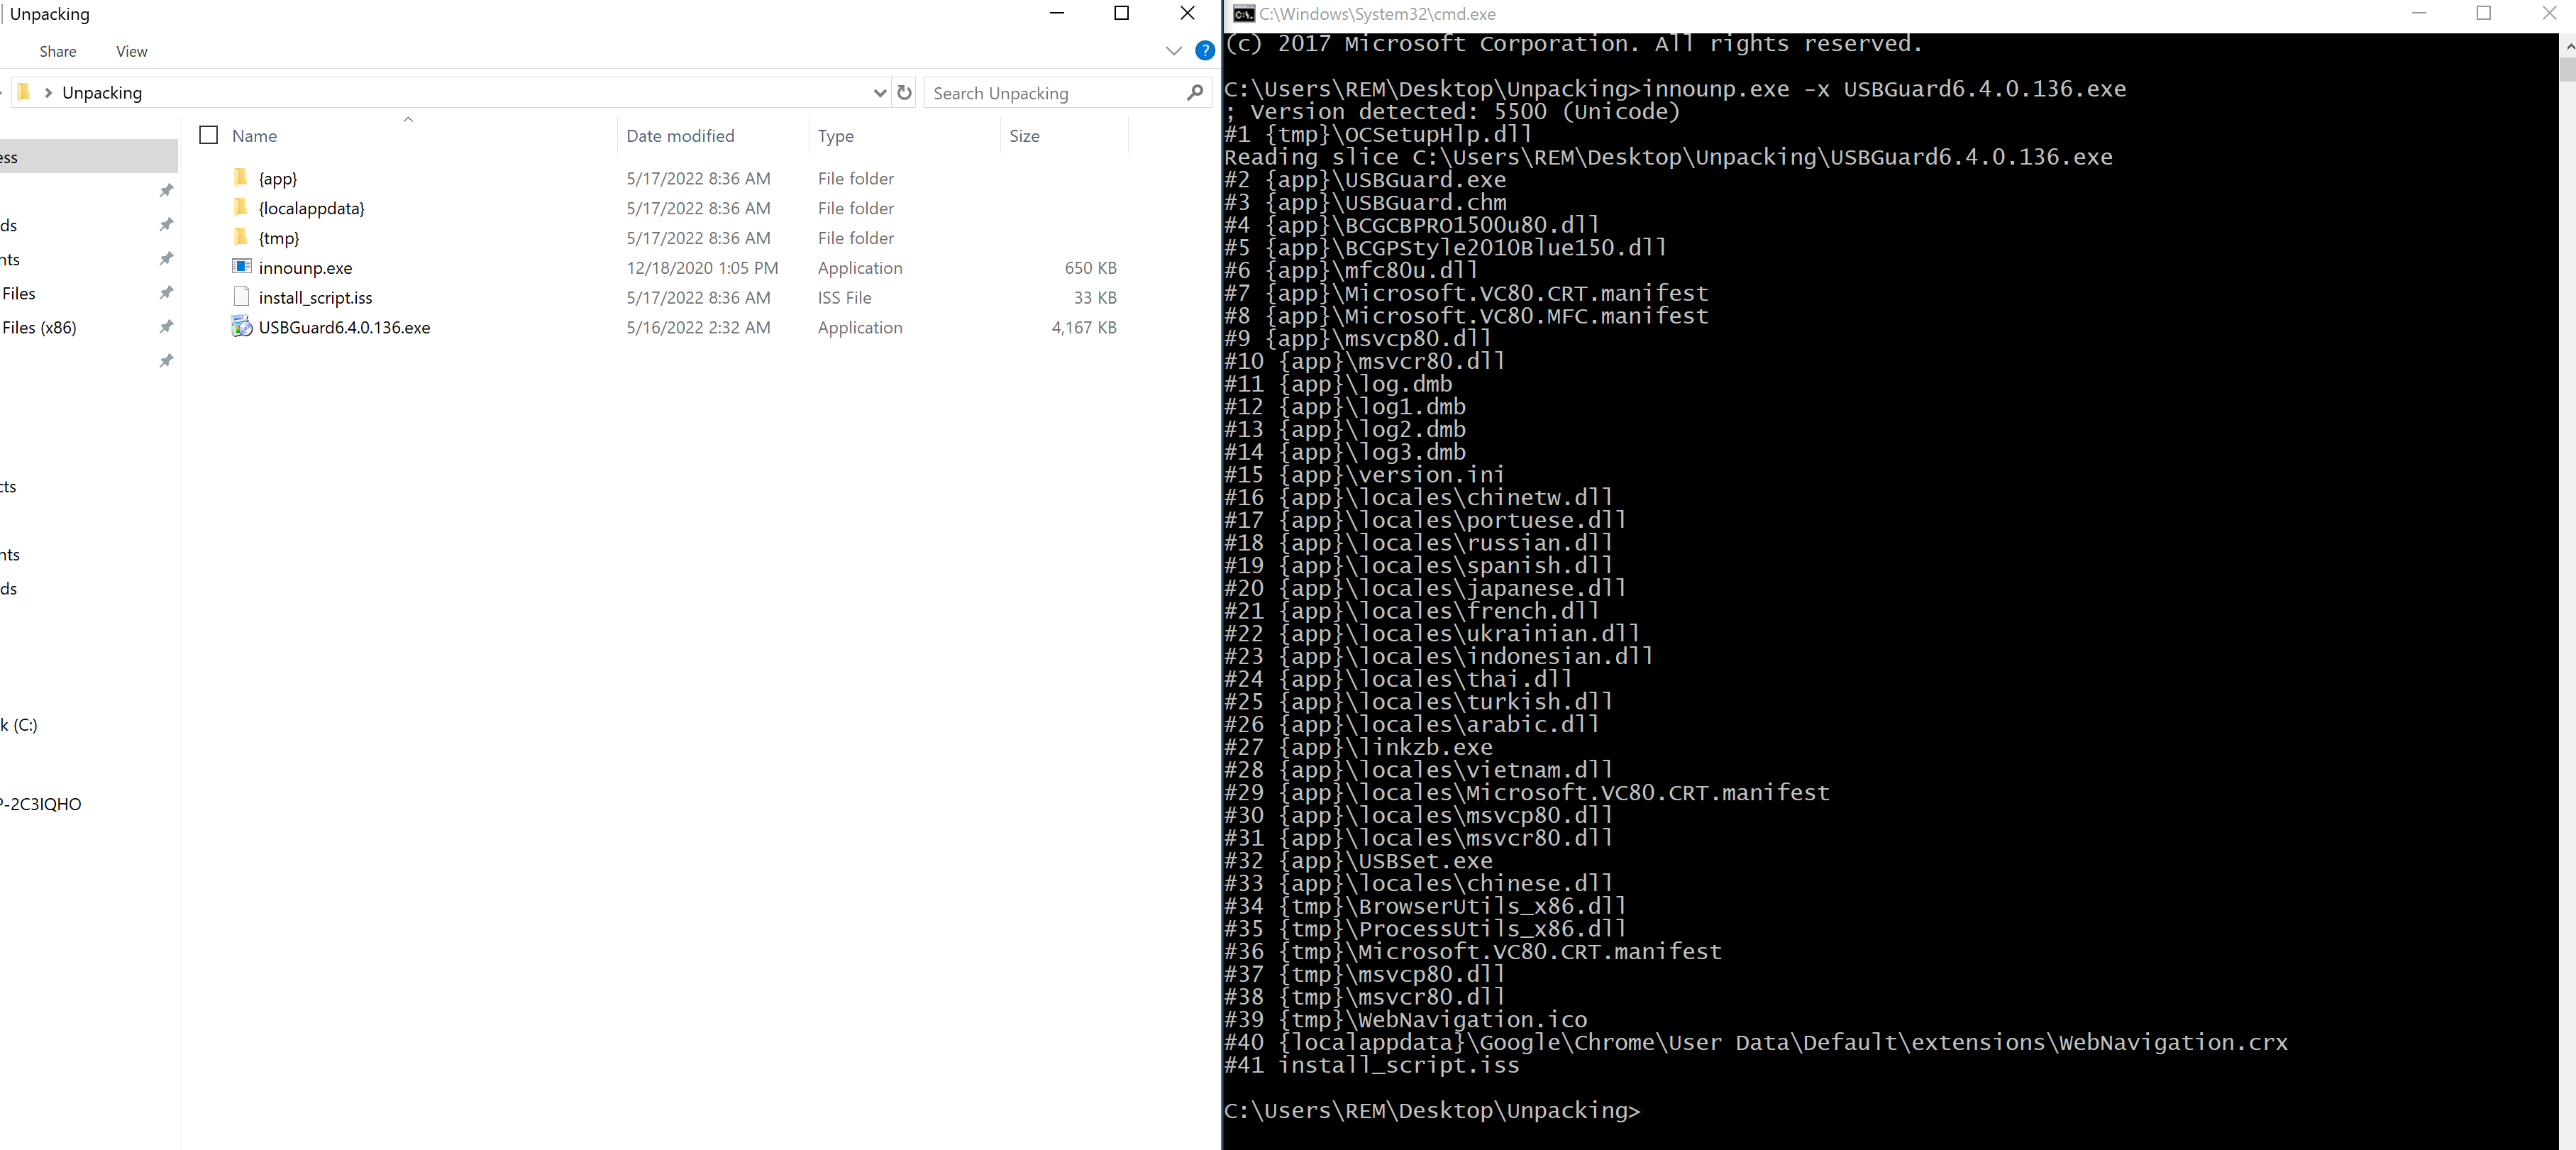 Unpacking
Share View
?
Unpacking
Search Unpacking
Name Date modified Type Size
ess
ds
nts
Files
Files (x86)
cts
nts
ds
k (C:)
P-2C3IQHO
{app} 5/17/2022 8:36 AM File folder
{localappdata} 5/17/2022 8:36 AM File folder
{tmp} 5/17/2022 8:36 AM File folder
innounp.exe 12/18/2020 1:05 PM Application 650 KB
install_script.iss 5/17/2022 8:36 AM ISS File 33 KB
USBGuard6.4.0.136.exe 5/16/2022 2:32 AM Application 4,167 KB
C:\Windows\System32\cmd.exe
(c) 2017 Microsoft Corporation. All rights reserved.
C:\Users\REM\Desktop\Unpacking>innounp.exe -x USBGuard6.4.0.136.exe
; Version detected: 5500 (Unicode)
#1 {tmp}\OCSetupHlp.dll
Reading slice C:\Users\REM\Desktop\Unpacking\USBGuard6.4.0.136.exe
#2 {app}\USBGuard.exe
#3 {app}\USBGuard.chm
#4 {app}\BCGCBPRO1500u80.dll
#5 {app}\BCGPStyle2010Blue150.dll
#6 {app}\mfc80u.dll
#7 {app}\Microsoft.VC80.CRT.manifest
#8 {app}\Microsoft.VC80.MFC.manifest
#9 {app}\msvcp80.dll
#10 {app}\msvcr80.dll
#11 {app}\log.dmb
#12 {app}\log1.dmb
#13 {app}\log2.dmb
#14 {app}\log3.dmb
#15 {app}\version.ini
#16 {app}\locales\chinetw.dll
#17 {app}\locales\portuese.dll
#18 {app}\locales\russian.dll
#19 {app}\locales\spanish.dll
#20 {app}\locales\japanese.dll
#21 {app}\locales\french.dll
#22 {app}\locales\ukrainian.dll
#23 {app}\locales\indonesian.dll
#24 {app}\locales\thai.dll
#25 {app}\locales\turkish.dll
#26 {app}\locales\arabic.dll
#27 {app}\linkzb.exe
#28 {app}\locales\vietnam.dll
#29 {app}\locales\Microsoft.VC80.CRT.manifest
#30 {app}\locales\msvcp80.dll
#31 {app}\locales\msvcr80.dll
#32 {app}\USBSet.exe
#33 {app}\locales\chinese.dll
#34 {tmp}\BrowserUtils_x86.dll
#35 {tmp}\ProcessUtils_x86.dll
#36 {tmp}\Microsoft.VC80.CRT.manifest
#37 {tmp}\msvcp80.dll
#38 {tmp}\msvcr80.dll
#39 {tmp}\WebNavigation.ico
#40 {localappdata}\Google\Chrome\User Data\Default\extensions\WebNavigation.crx
#41 install_script.iss
C:\Users\REM\Desktop\Unpacking>